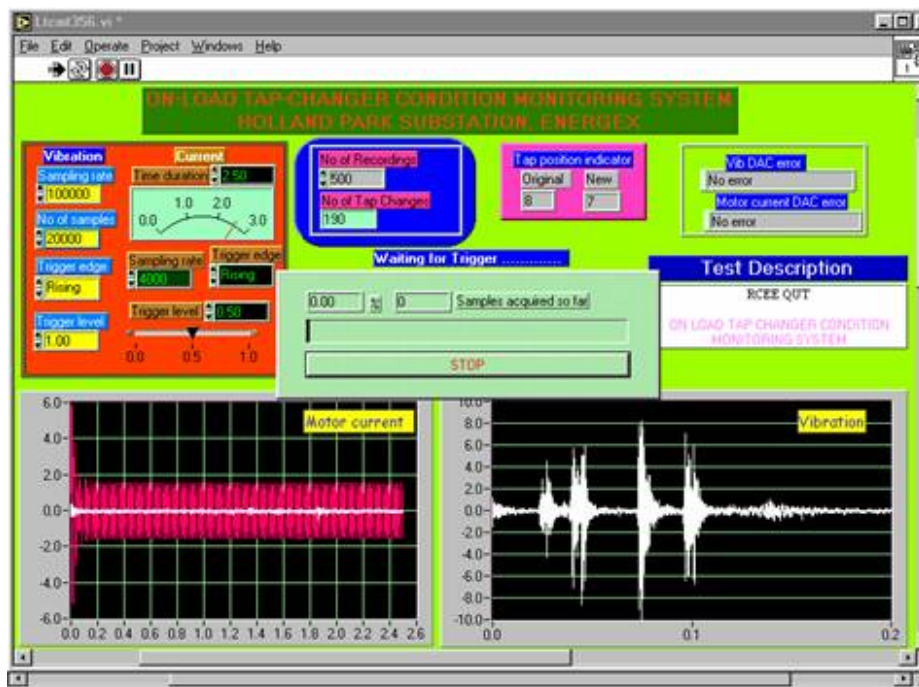 Ltcmt356.vi *
File Edit Operate Project Windows Help
1
ON-LOAD TAP-CHANGER CONDITION MONITORING SYSTEM
HOLLAND PARK SUBSTATION, ENERGEX
Vibration
Sampling rate
100000
No of samples
20000
Trigger edge
Rising
Trigger level
1.00
Current
Time duration 2.50
0.0 1.0 2.0 3.0
Sampling rate
4000
Trigger edge
Rising
Trigger level 0.50
0.0 0.5 1.0
No of Recordings
500
No of Tap Changes
190
Tap position indicator
Original New
8 7
Vib DAC error
No error
Motor current DAC error
No error
Waiting for Trigger .............
0.00 % 0 Samples acquired so far
STOP
Test Description
RCEE QUT
ON LOAD TAP CHANGER CONDITION
MONITORING SYSTEM
Motor current
6.0
4.0
2.0
0.0
-2.0
-4.0
-6.0
0.0 0.2 0.4 0.6 0.8 1.0 1.2 1.4 1.6 1.8 2.0 2.2 2.4 2.6
Vibration
10.0
8.0
6.0
4.0
2.0
0.0
-2.0
-4.0
-6.0
-8.0
-10.0
0.0 0.1 0.2